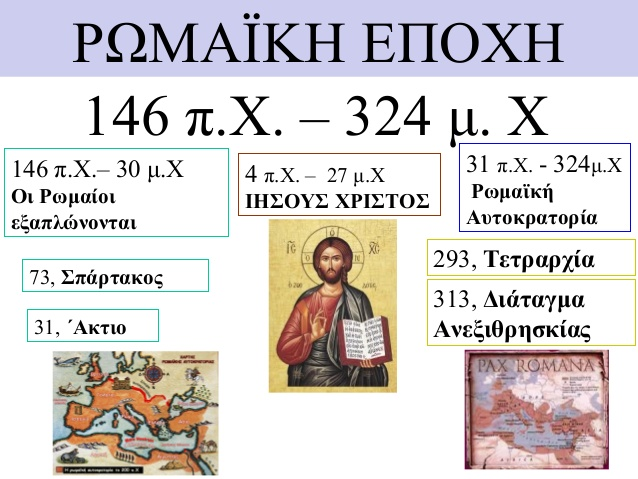 ΡΩΜΑΪΚΗ ΕΠΟΧΗ
146 π.Χ. – 324 μ. Χ
146 π.Χ.– 30 μ.Χ
Οι Ρωμαίοι
εξαπλώνονται
73, Σπάρτακος
31, ΄Ακτιο
4 π.Χ. – 27 μ.Χ
ΙΗΣΟΥΣ ΧΡΙΣΤΟΣ
31 π.Χ. - 324μ.Χ
Ρωμαϊκή
Αυτοκρατορία
293, Τετραρχία
313, Διάταγμα
Ανεξιθρησκίας
PAX ROMANA